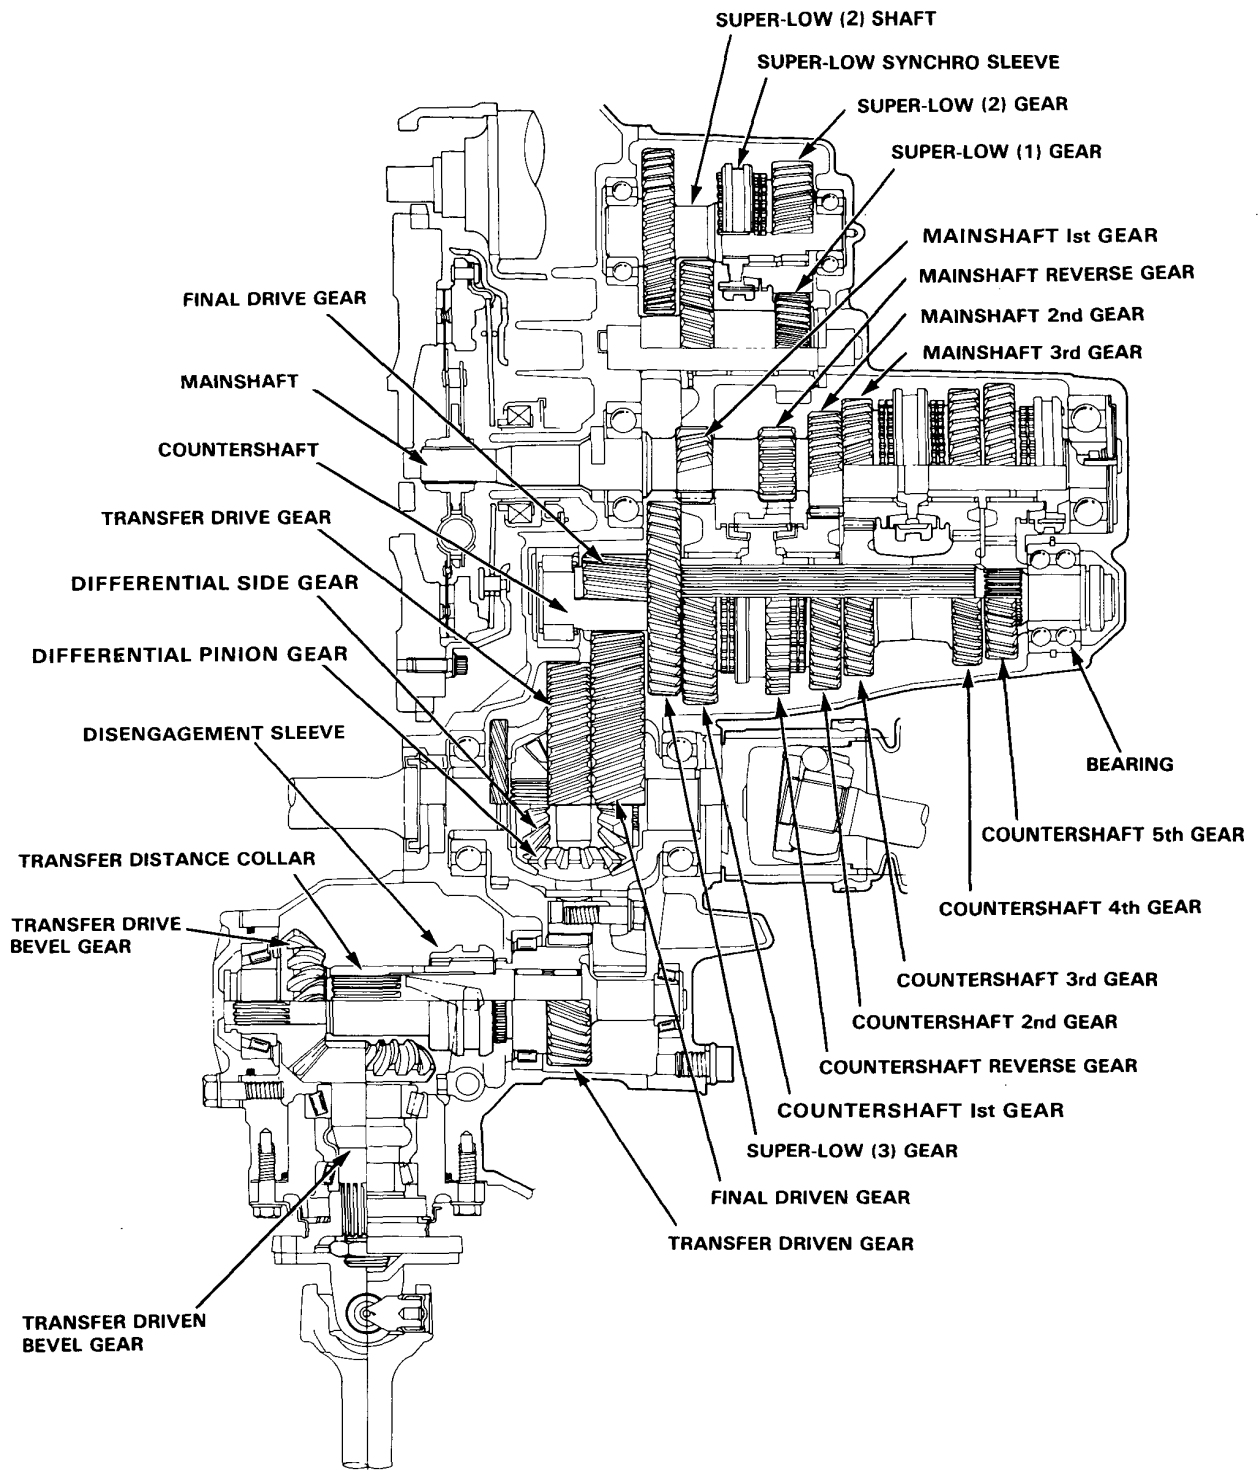 SUPER-LOW (2) SHAFT
SUPER-LOW SYNCHRO SLEEVE
SUPER-LOW (2) GEAR
SUPER-LOW (1) GEAR
MAINSHAFT Ist GEAR
MAINSHAFT REVERSE GEAR
MAINSHAFT 2nd GEAR
MAINSHAFT 3rd GEAR
FINAL DRIVE GEAR
MAINSHAFT
COUNTERSHAFT
TRANSFER DRIVE GEAR
DIFFERENTIAL SIDE GEAR
DIFFERENTIAL PINION GEAR
DISENGAGEMENT SLEEVE
TRANSFER DISTANCE COLLAR
TRANSFER DRIVE
BEVEL GEAR
TRANSFER DRIVEN
BEVEL GEAR
BEARING
COUNTERSHAFT 5th GEAR
COUNTERSHAFT 4th GEAR
COUNTERSHAFT 3rd GEAR
COUNTERSHAFT 2nd GEAR
COUNTERSHAFT REVERSE GEAR
COUNTERSHAFT Ist GEAR
SUPER-LOW (3) GEAR
FINAL DRIVEN GEAR
TRANSFER DRIVEN GEAR